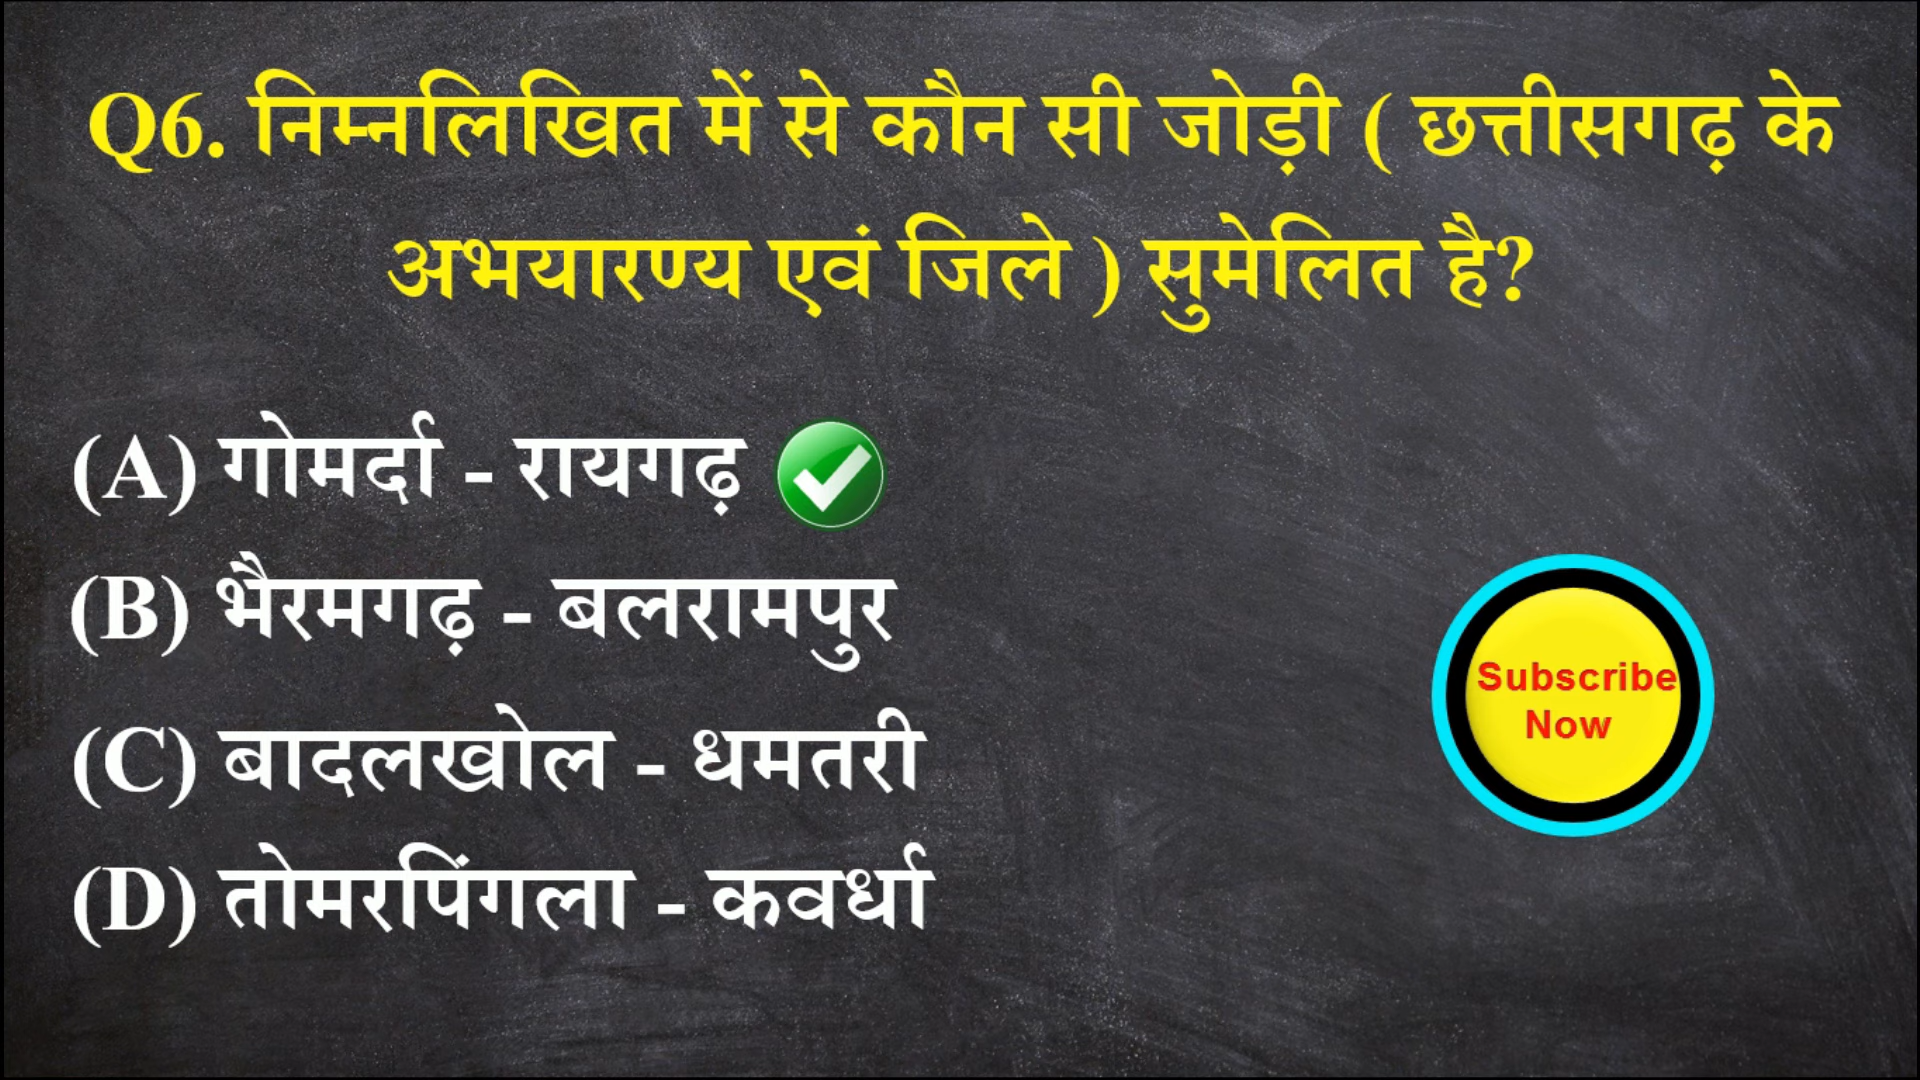 Q6. निम्नलिखित में से कौन सी जोड़ी ( छत्तीसगढ़ के
अभयारण्य एवं जिले ) सुमेलित है?
(A) गोमर्दा - रायगढ़
(B) भैरमगढ़ - बलरामपुर
(C) बादलखोल - धमतरी
(D) तोमरपिंगला - कवर्धा
Subscribe
Now